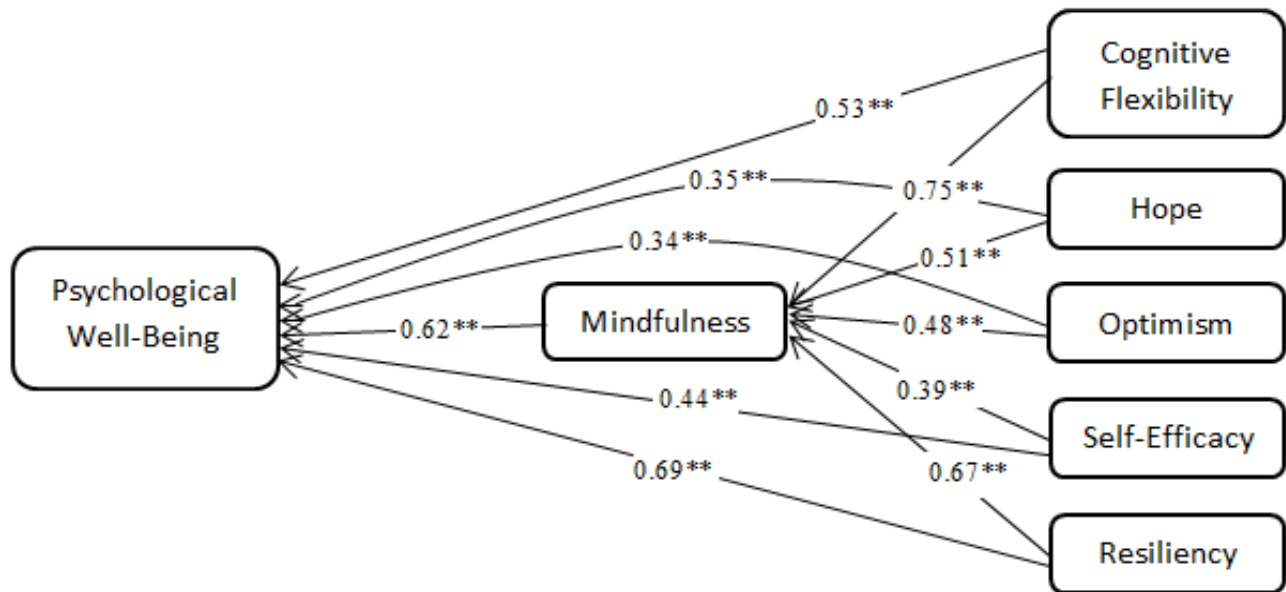 Cognitive
Flexibility
0.53**
0.35**
0.75**
Hope
0.34**
0.51**
Psychological
Well-Being
0.62**
Mindfulness
0.48**
Optimism
0.44**
0.39**
Self-Efficacy
0.69**
0.67**
Resiliency